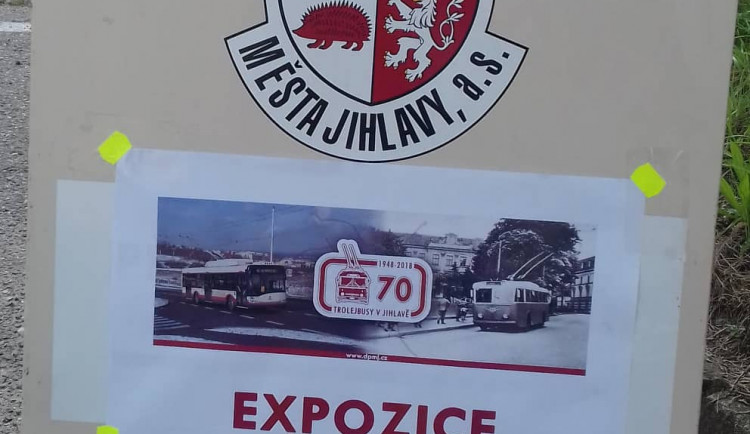 MĚSTA JIHLAVY, a.s.
1948-2018
70
TROLEJBUSY V JIHLAVĚ
www.dpmj.cz
EXPOZICE